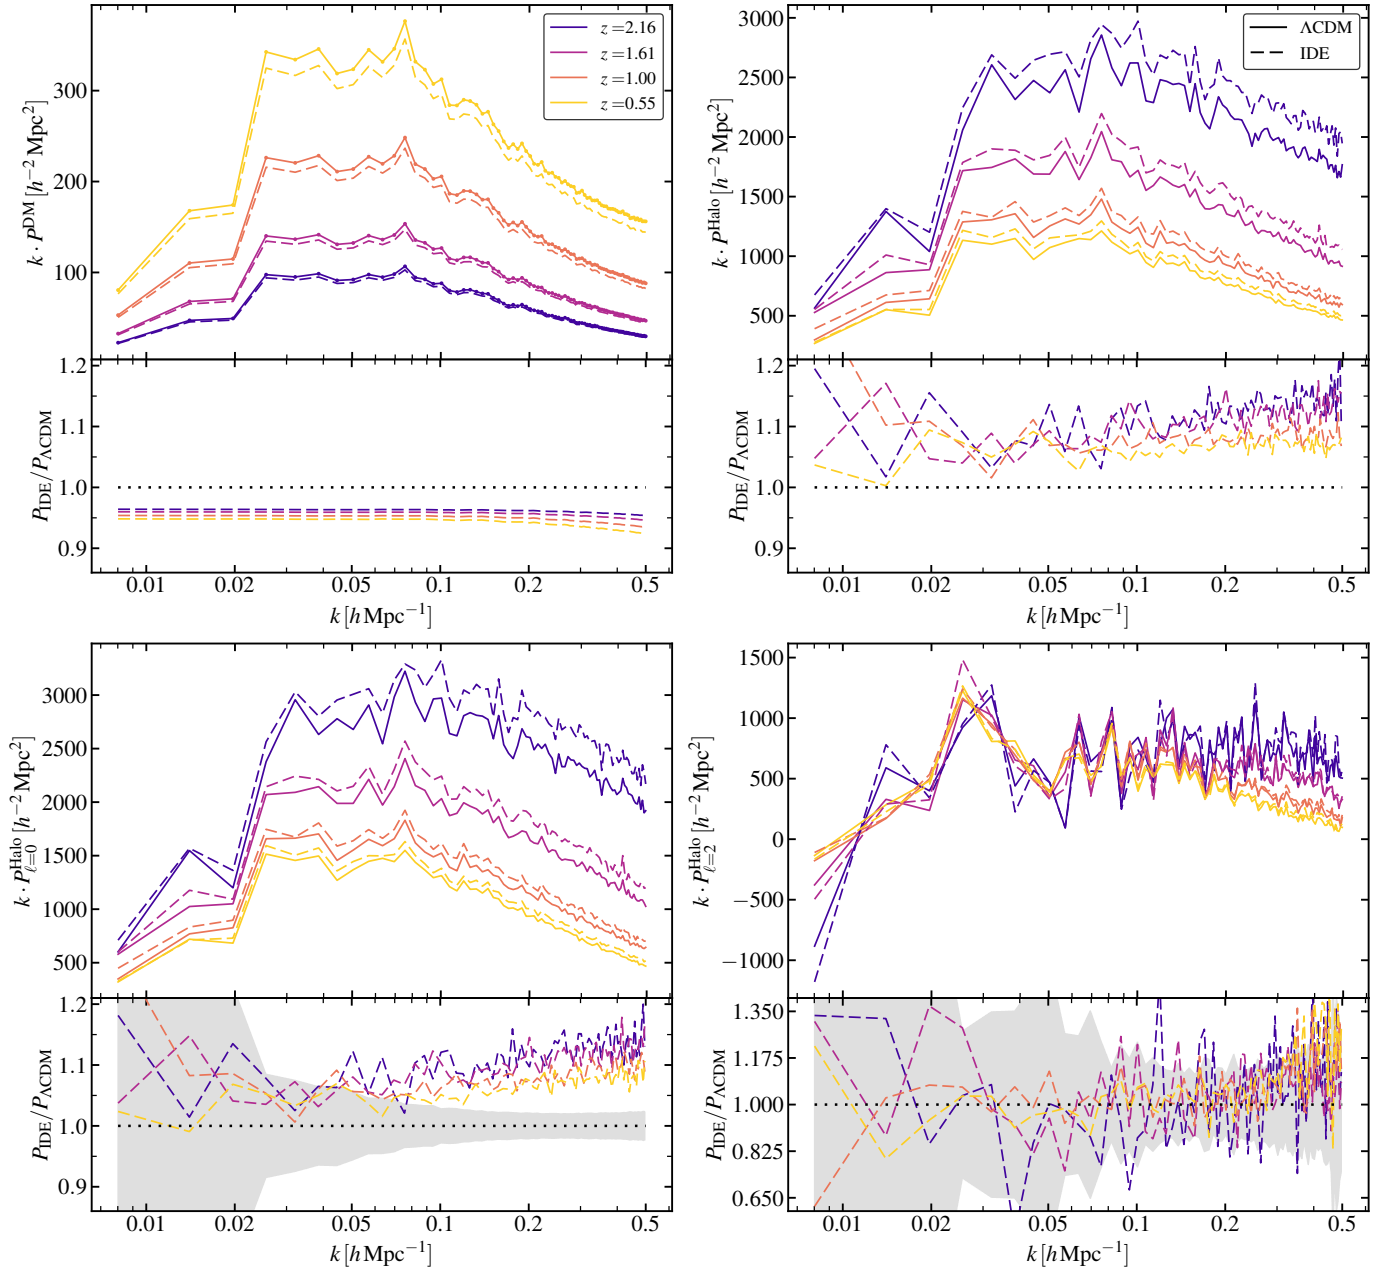 k · P^DM [h^−2 Mpc^2]
300
200
100
z = 2.16
z = 1.61
z = 1.00
z = 0.55
P_IDE/P_ΛCDM
1.2
1.1
1.0
0.9
0.01 0.02 0.05 0.1 0.2 0.5
k [h Mpc^−1]
k · P^Halo [h^−2 Mpc^2]
3000
2500
2000
1500
1000
500
ΛCDM
IDE
P_IDE/P_ΛCDM
1.2
1.1
1.0
0.9
0.01 0.02 0.05 0.1 0.2 0.5
k [h Mpc^−1]
k · P^Halo_ℓ=0 [h^−2 Mpc^2]
3000
2500
2000
1500
1000
500
P_IDE/P_ΛCDM
1.2
1.1
1.0
0.9
0.01 0.02 0.05 0.1 0.2 0.5
k [h Mpc^−1]
k · P^Halo_ℓ=2 [h^−2 Mpc^2]
1500
1000
500
0
−500
−1000
P_IDE/P_ΛCDM
1.350
1.175
1.000
0.825
0.650
0.01 0.02 0.05 0.1 0.2 0.5
k [h Mpc^−1]